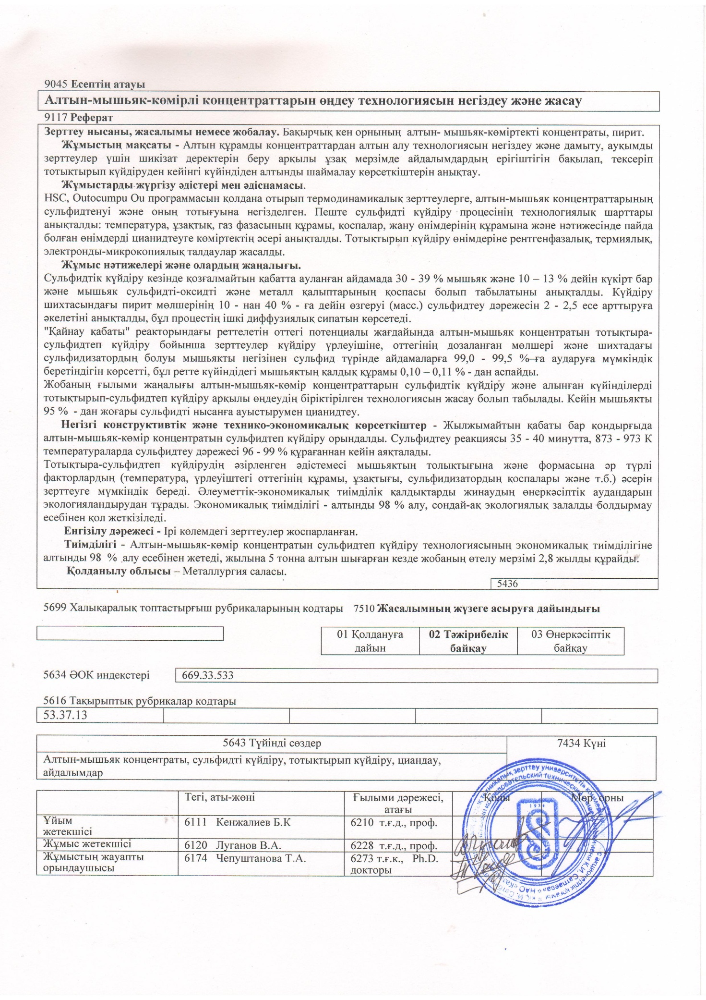 9045 Есептің атауы
Алтын-мышьяк-көмірлі концентраттарын өңдеу технологиясын негіздеу және жасау
9117 Реферат
Зерттеу нысаны, жасалымы немесе жобалау. Бақырчық кен орнының алтын- мышьяк-көміртекті концентраты, пирит.
Жұмыстың мақсаты - Алтын құрамды концентраттардан алтын алу технологиясын негіздеу және дамыту, ауқымды
зерттеулер үшін шикізат деректерін беру арқылы ұзақ мерзімде айдалымдардың ерігіштігін бақылап, тексеріп
тотықтырып күйдіруден кейінгі күйіндіден алтынды шаймалау көрсеткіштерін анықтау.
Жұмыстарды жүргізу әдістері мен әдіснамасы.
HSC, Outocumpu Ou программасын қолдана отырып термодинамикалық зерттеулерге, алтын-мышьяк концентраттарының
сульфидтенуі және оның тотығуына негізделген. Пеште сульфидті күйдіру процесінің технологиялық шарттары
анықталды: температура, ұзақтық, газ фазасының құрамы, қоспалар, жану өнімдерінің құрамына және нәтижесінде пайда
болған өнімдерді цианидтеуге көміртектің әсері анықталды. Тотықтырып күйдіру өнімдеріне рентгенфазалық, термиялық,
электронды-микрокопиялық талдаулар жасалды.
Жұмыс нәтижелері және олардың жаңалығы.
Сульфидтік күйдіру кезінде қозғалмайтын қабатта ауланған айдамада 30 - 39 % мышьяк және 10 – 13 % дейін күкірт бар
және мышьяк сульфидті-оксидті және металл қалыптарының қоспасы болып табылатыны анықталды. Күйдіру
шихтасындағы пирит мөлшерінің 10 - нан 40 % - ға дейін өзгеруі (масс.) сульфидтеу дәрежесін 2 - 2,5 есе арттыруға
әкелетіні анықталды, бұл процестің ішкі диффузиялық сипатын көрсетеді.
"Қайнау қабаты" реакторындағы реттелетін оттегі потенциалы жағдайында алтын-мышьяк концентратын тотықтыра-
сульфидтеп күйдіру бойынша зерттеулер күйдіру үрлеуішіне, оттегінің дозаланған мөлшері және шихтадағы
сульфидизатордың болуы мышьякты негізінен сульфид түрінде айдамаларға 99,0 - 99,5 %–ға аударуға мүмкіндік
беретіндігін көрсетті, бұл ретте күйіндідегі мышьяктың қалдық құрамы 0,10 – 0,11 % - дан аспайды.
Жобаның ғылыми жаңалығы алтын-мышьяк-көмір концентраттарын сульфидтік күйдіру және алынған күйінділерді
тотықтырып-сульфидтеп күйдіру арқылы өңдеудің біріктірілген технологиясын жасау болып табылады. Кейін мышьякты
95 % - дан жоғары сульфидті нысанға ауыстырумен цианидтеу.
Негізгі конструктивтік және технико-экономикалық көрсеткіштер - Жылжымайтын қабаты бар қондырғыда
алтын-мышьяк-көмір концентратын сульфидтеп күйдіру орындалды. Сульфидтеу реакциясы 35 - 40 минутта, 873 - 973 К
температураларда сульфидтеу дәрежесі 96 - 99 % құрағаннан кейін аяқталады.
Тотықтыра-сульфидтеп күйдірудің әзірленген әдістемесі мышьяктың толықтығына және формасына әр түрлі
факторлардың (температура, үрлеуіштегі оттегінің құрамы, ұзақтығы, сульфидизатордың қоспалары және т.б.) әсерін
зерттеуге мүмкіндік береді. Әлеуметтік-экономикалық тиімділік қалдықтарды жинаудың өнеркәсіптік аудандарын
экологияландырудан тұрады. Экономикалық тиімділігі - алтынды 98 % алу, сондай-ақ экологиялық залалды болдырмау
есебінен қол жеткізіледі.
Енгізілу дәрежесі - Ірі көлемдегі зерттеулер жоспарланған.
Тиімділігі - Алтын-мышьяк-көмір концентратын сульфидтеп күйдіру технологиясының экономикалық тиімділігіне
алтынды 98 % алу есебінен жетеді, жылына 5 тонна алтын шығарған кезде жобаның өтелу мерзімі 2,8 жылды құрайды.
Қолданылу облысы – Металлургия саласы.
5436
5699 Халықаралық топтастырғыш рубрикаларының кодтары 7510 Жасалымның жүзеге асыруға дайындығы
01 Қолдануға 02 Тәжірибелік 03 Өнеркәсіптік
дайын байқау байқау
5634 ӘОК индекстері 669.33.533
5616 Тақырыптық рубрикалар кодтары
53.37.13
5643 Түйінді сөздер 7434 Күні
Алтын-мышьяк концентраты, сульфидті күйдіру, тотықтырып күйдіру, циандау,
айдалымдар
Тегі, аты-жөні Ғылыми дәрежесі, Қолы Мөр орны
атағы
Ұйым 6111 Кенжалиев Б.К 6210 т.ғ.д., проф.
жетекшісі
Жұмыс жетекшісі 6120 Луганов В.А. 6228 т.ғ.д., проф.
Жұмыстың жауапты 6174 Чепуштанова Т.А. 6273 т.ғ.к., Ph.D.
орындаушысы докторы
1934